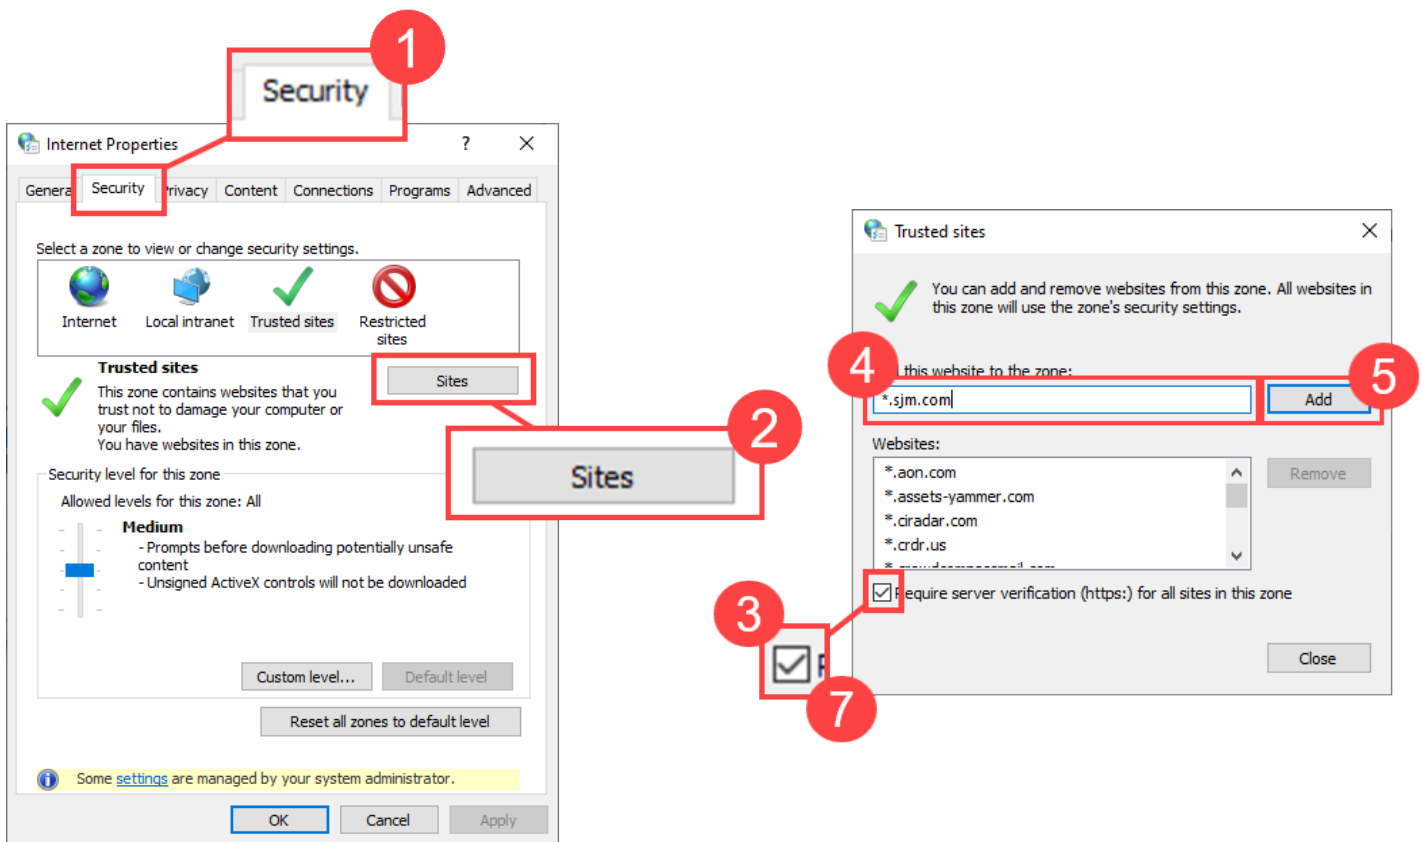 1
Security
Internet Properties
?
Security
Privacy
Content
Connections
Programs
Advanced
Select a zone to view or change security settings.
Internet
Local intranet
Trusted sites
Restricted
sites
Trusted sites
Sites
This zone contains websites that you
trust not to damage your computer or
your files.
You have websites in this zone.
2
Sites
Security level for this zone
Allowed levels for this zone: All
Medium
- Prompts before downloading potentially unsafe
content
- Unsigned ActiveX controls will not be downloaded
Custom level...
Default level
Reset all zones to default level
Some settings are managed by your system administrator.
OK
Cancel
Apply
Trusted sites
You can add and remove websites from this zone. All websites in
this zone will use the zone's security settings.
4
this website to the zone:
5
*.sjm.com
Add
Websites:
*.aon.com
*.assets-yammer.com
*.ciradar.com
*.crdr.us
Remove
Require server verification (https:) for all sites in this zone
3
7
Close